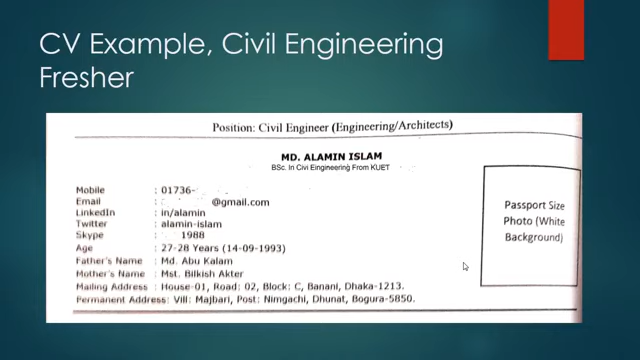 CV Example, Civil Engineering
Fresher
Position: Civil Engineer (Engineering/Architects)
MD. ALAMIN ISLAM
BSc. In Civi Engineering From KUET
Mobile : 01736-
Email : @gmail.com
LinkedIn : in/alamin
Twitter : alamin-islam
Skype 1988
Age : 27-28 Years (14-09-1993)
Father's Name : Md. Abu Kalam
Mother's Name : Mst. Bilkish Akter
Mailing Address : House-01, Road: 02, Block: C, Banani, Dhaka-1213.
Permanent Address: Vill: Majbari, Post: Nimgachi, Dhunat, Bogura-5850.
Passport Size
Photo (White
Background)